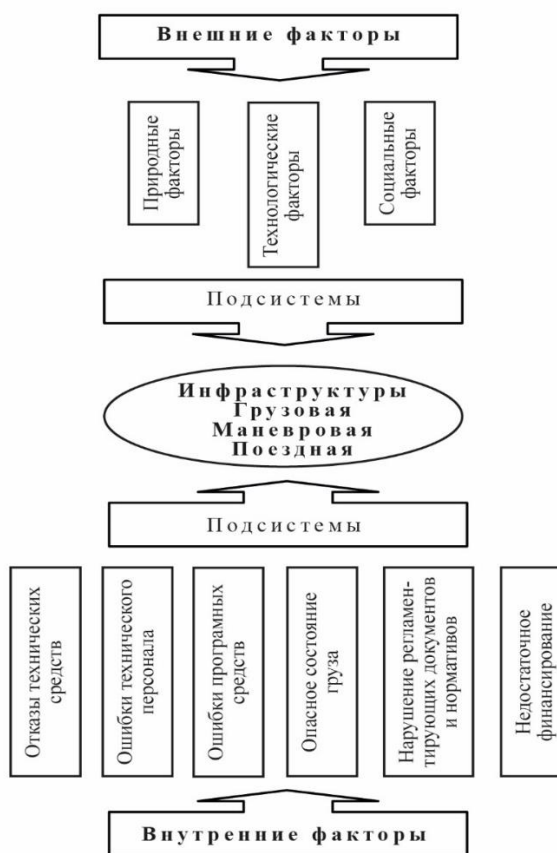 Внешние факторы
Природные
факторы
Технологические
факторы
Социальные
факторы
Подсистемы
Инфраструктуры
Грузовая
Маневровая
Поездная
Подсистемы
Отказы технических
средств
Ошибки технического
персонала
Ошибки програмных
средств
Опасное состояние
груза
Нарушение регламен-
тирующих документов
и нормативов
Недостаточное
финансирование
Внутренние факторы